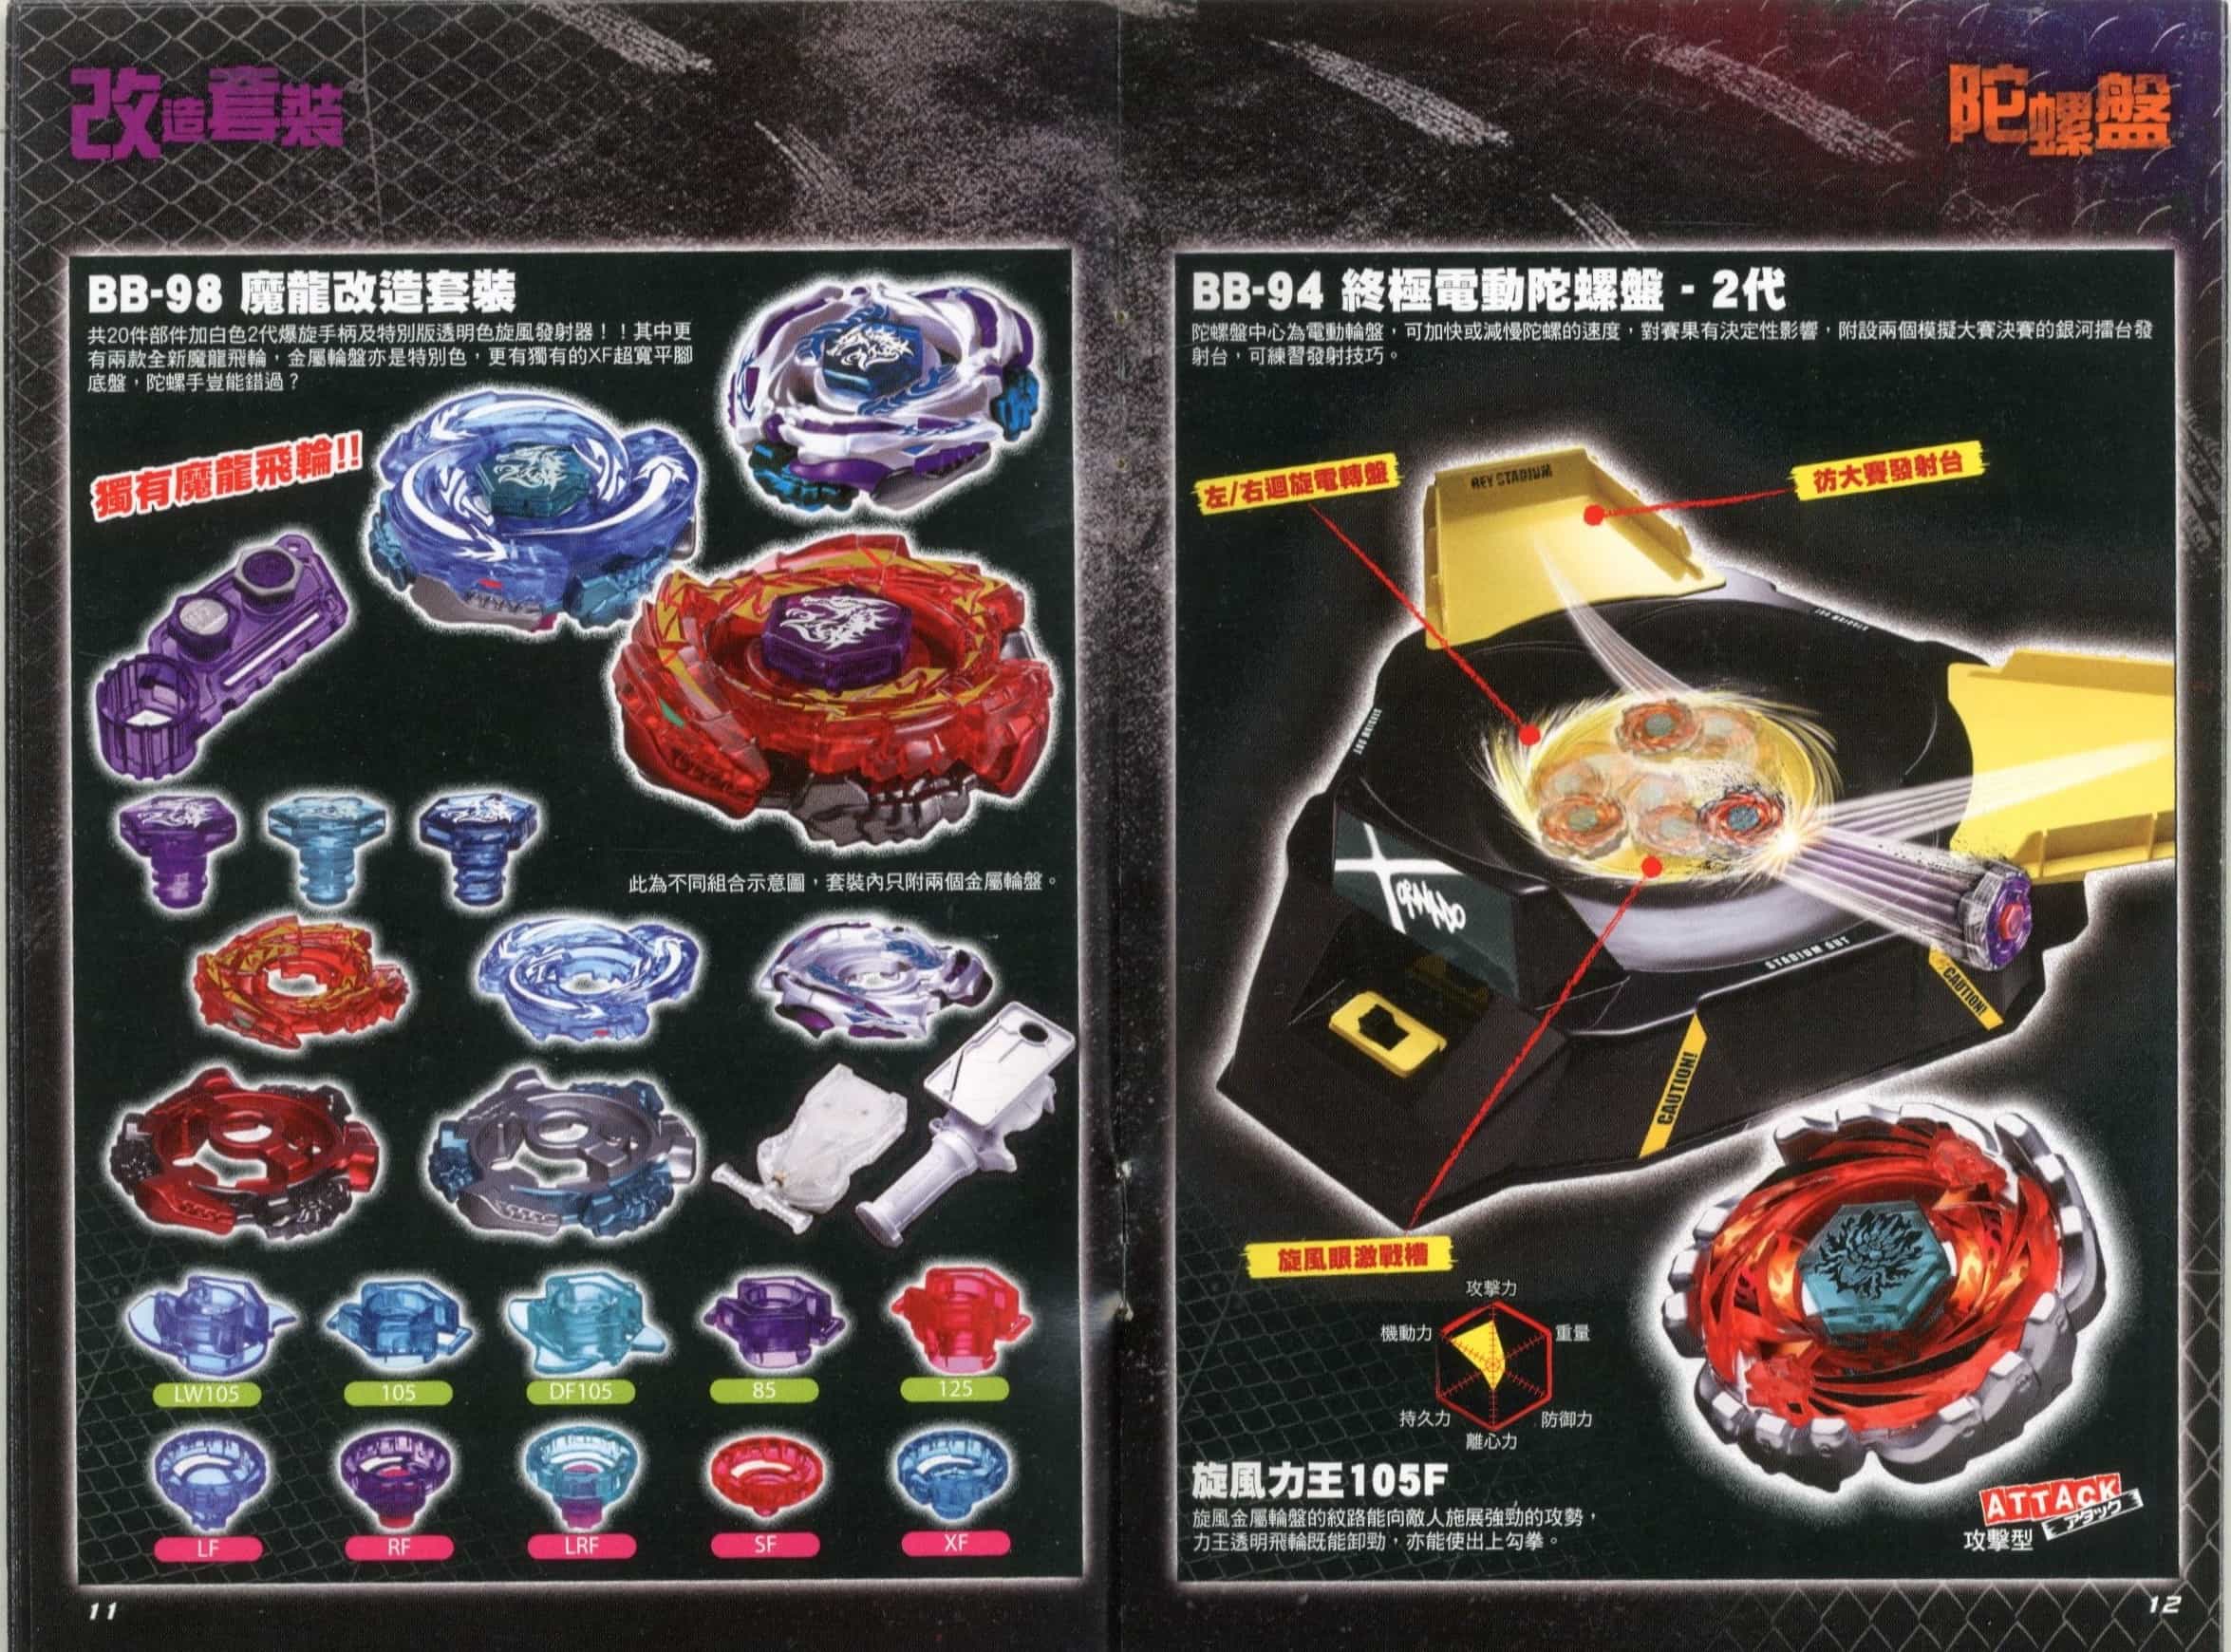 改造套裝
BB-98 魔龍改造套裝
共20件部件加白色2代爆旋手柄及特別版透明色旋風發射器！！其中更
有兩款全新魔龍飛輪，金屬輪盤亦是特別色，更有獨有的XF超寬平腳
底盤，陀螺手豈能錯過？
獨有魔龍飛輪!!
此為不同組合示意圖，套裝內只附兩個金屬輪盤。
LW105
105
DF105
85
125
LF
RF
LRF
SF
XF
11
陀螺盤
BB-94 終極電動陀螺盤 - 2代
陀螺盤中心為電動輪盤，可加快或減慢陀螺的速度，對賽果有決定性影響，附設兩個模擬大賽決賽的銀河擂台發
射台，可練習發射技巧。
左/右迴旋電轉盤
彷大賽發射台
STADIUM OUT
STADIUM OUT
CAUTION!
CAUTION!
旋風眼激戰槽
攻擊力
機動力
重量
持久力
防御力
離心力
旋風力王105F
旋風金屬輪盤的紋路能向敵人施展強勁的攻勢，
力王透明飛輪既能卸勁，亦能使出上勾拳。
ATTACK
アタック
攻擊型
12